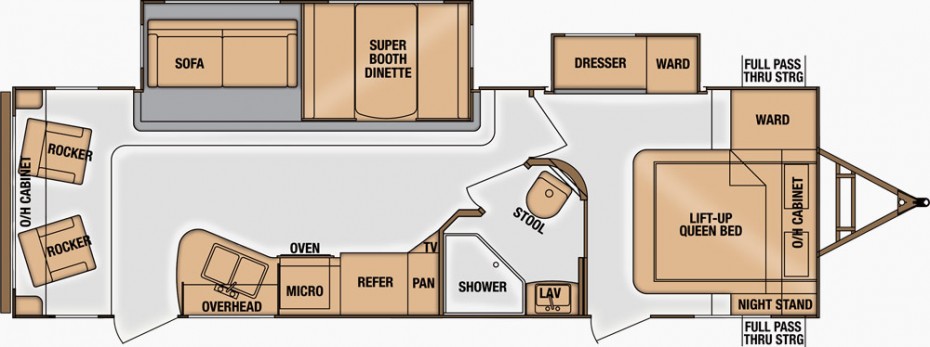 SOFA
SUPER
BOOTH
DINETTE
DRESSER
WARD
FULL PASS
THRU STRG
WARD
ROCKER
O/H CABINET
ROCKER
STOOL
LIFT-UP
QUEEN BED
O/H CABINET
OVEN
TV
MICRO
REFER
PAN
SHOWER
LAV
OVERHEAD
NIGHT STAND
FULL PASS
THRU STRG